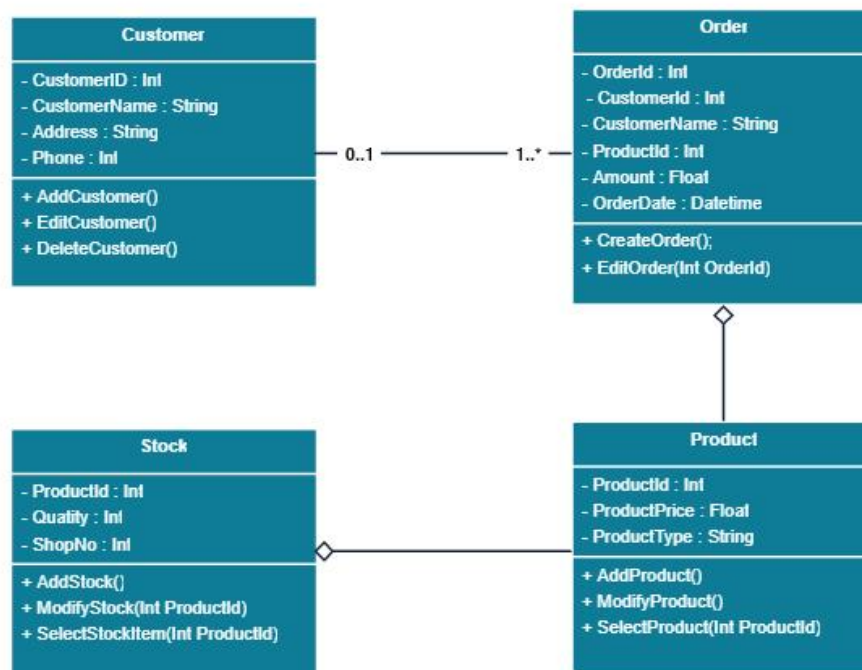 Customer
- CustomerID : Int
- CustomerName : String
- Address : String
- Phone : Int
+ AddCustomer()
+ EditCustomer()
+ DeleteCustomer()
0..1
1..*
Order
- OrderId : Int
- CustomerId : Int
- CustomerName : String
- ProductId : Int
- Amount : Float
- OrderDate : Datetime
+ CreateOrder();
+ EditOrder(Int OrderId)
Stock
- ProductId : Int
- Quatity : Int
- ShopNo : Int
+ AddStock()
+ ModifyStock(Int ProductId)
+ SelectStockItem(Int ProductId)
Product
- ProductId : Int
- ProductPrice : Float
- ProductType : String
+ AddProduct()
+ ModifyProduct()
+ SelectProduct(Int ProductId)